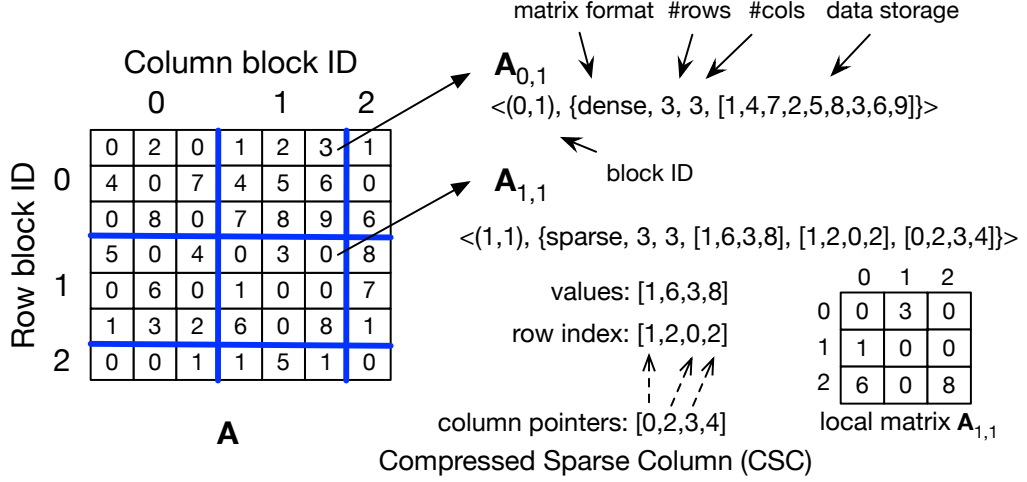 matrix format #rows #cols data storage
Column block ID
0 1 2
A0,1
<(0,1), {dense, 3, 3, [1,4,7,2,5,8,3,6,9]}>
block ID
Row block ID
0 2 0 1 2 3 1
0
4 0 7 4 5 6 0
0 8 0 7 8 9 6
5 0 4 0 3 0 8
1
0 6 0 1 0 0 7
1 3 2 6 0 8 1
2
0 0 1 1 5 1 0
A
A1,1
<(1,1), {sparse, 3, 3, [1,6,3,8], [1,2,0,2], [0,2,3,4]}>
values: [1,6,3,8]
row index: [1,2,0,2]
column pointers: [0,2,3,4]
Compressed Sparse Column (CSC)
0 1 2
0 0 3 0
1 1 0 0
2 6 0 8
local matrix A1,1